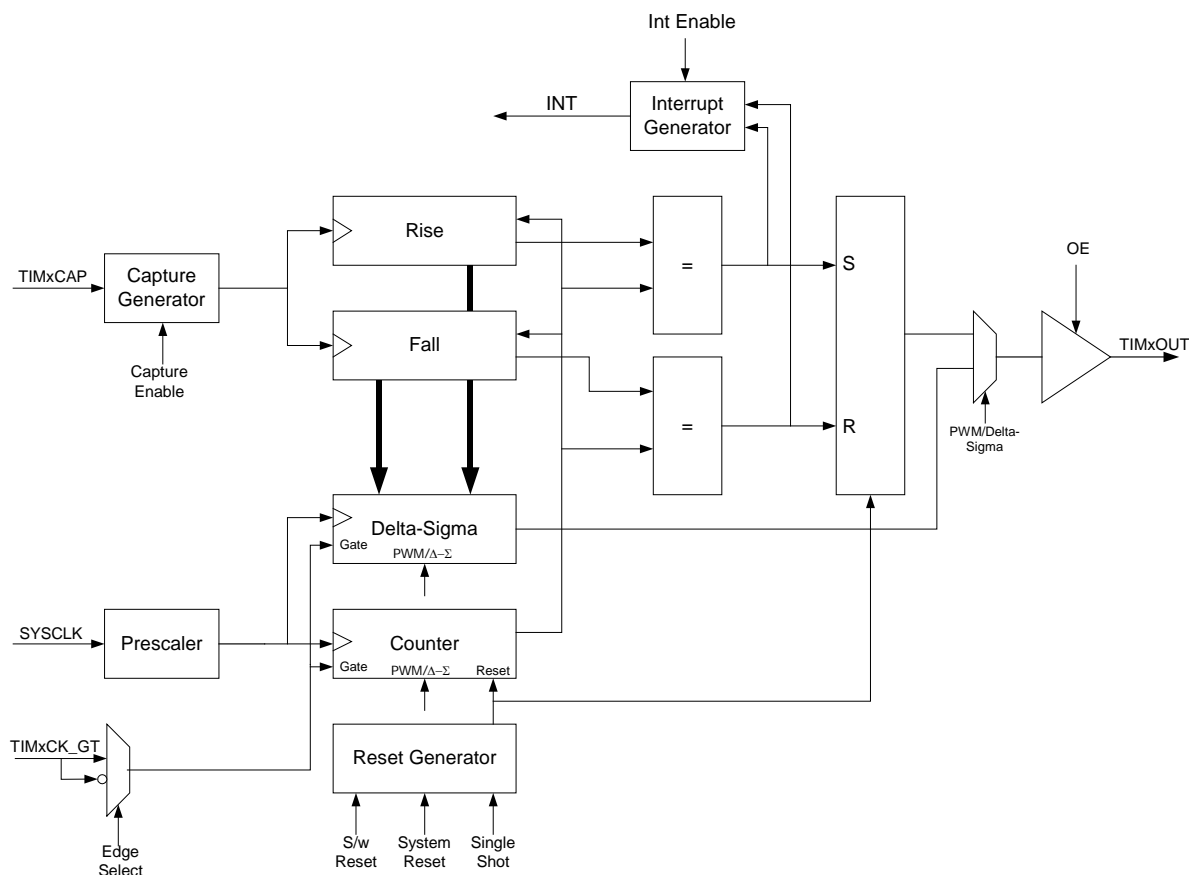 Int Enable
INT
Interrupt
Generator
Rise
TIMxCAP
Capture
Generator
=
S
OE
Fall
TIMxOUT
Capture
Enable
=
R
PWM/Delta-
Sigma
Delta-Sigma
Gate
PWM/Δ−Σ
SYSCLK
Prescaler
Counter
Gate
PWM/Δ−Σ
Reset
TIMxCK_GT
Reset Generator
Edge
Select
S/w
Reset
System
Reset
Single
Shot